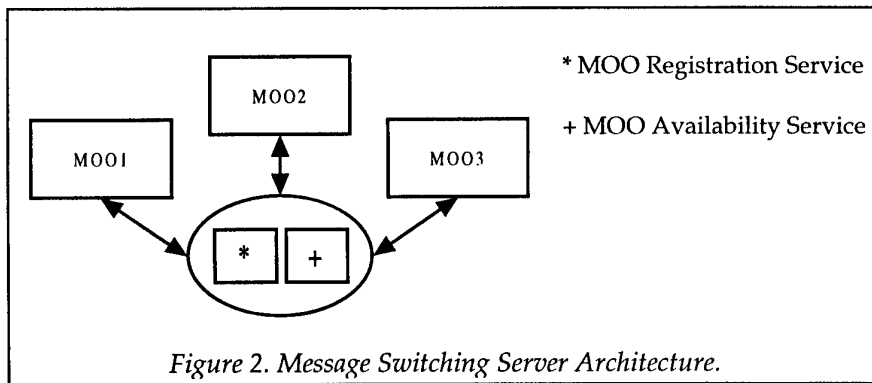 MOO2
* MOO Registration Service
+ MOO Availability Service
MOO1
MOO3
* +
Figure 2. Message Switching Server Architecture.